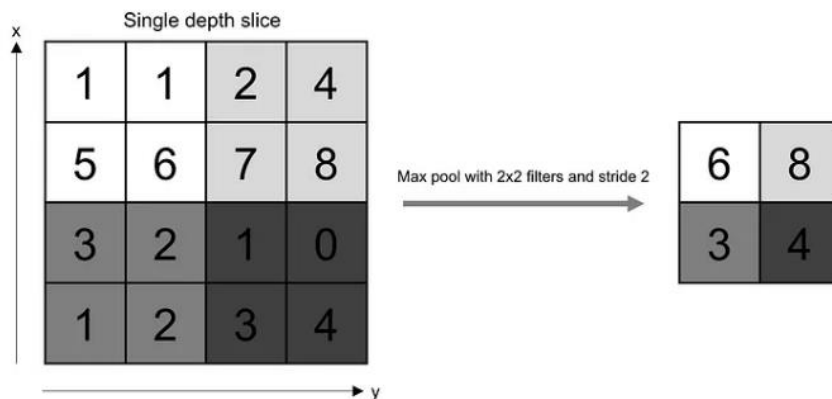 Single depth slice
x
1 1 2 4
5 6 7 8
3 2 1 0
1 2 3 4
y
Max pool with 2x2 filters and stride 2
6 8
3 4